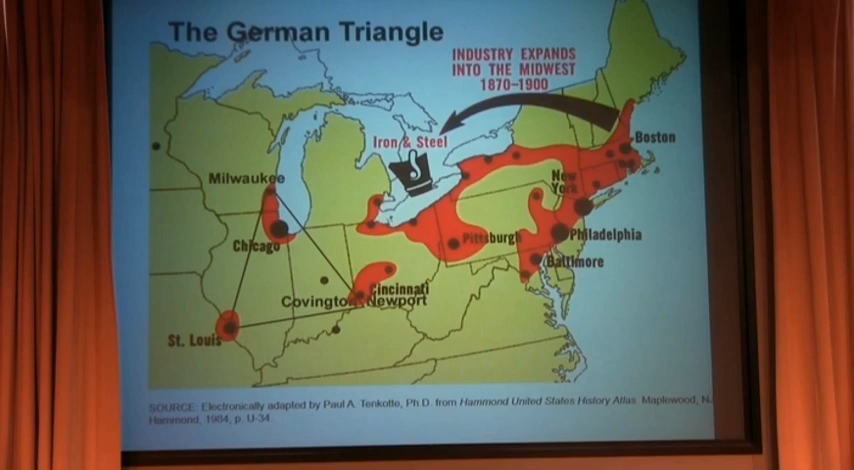 The German Triangle
INDUSTRY EXPANDS
INTO THE MIDWEST
1870–1900
Iron & Steel
Boston
Milwaukee
New
York
Chicago
Pittsburgh
Philadelphia
Baltimore
Cincinnati
Covington Newport
St. Louis
SOURCE: Electronically adapted by Paul A. Tenkotte, Ph.D. from Hammond United States History Atlas. Maplewood, NJ
Hammond, 1984, p. U-34.